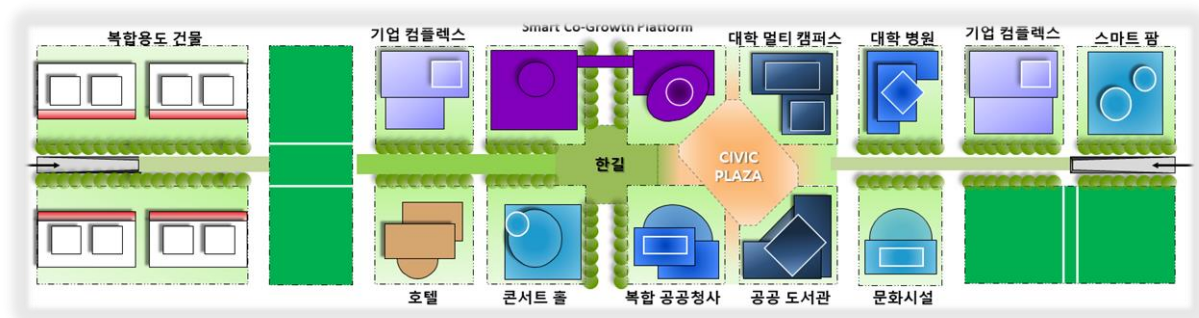 Smart Co-Growth Platform
복합용도 건물
기업 컴플렉스
대학 멀티 캠퍼스
대학 병원
기업 컴플렉스
스마트 팜
한길
CIVIC
PLAZA
호텔
콘서트 홀
복합 공공청사
공공 도서관
문화시설